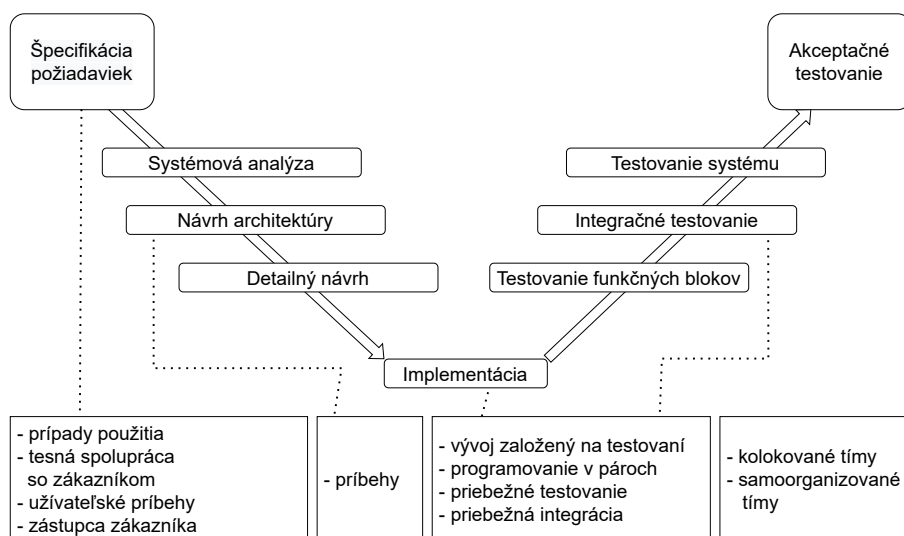 Špecifikácia
požiadaviek
Akceptačné
testovanie
Systémová analýza
Testovanie systému
Návrh architektúry
Integračné testovanie
Detailný návrh
Testovanie funkčných blokov
Implementácia
- prípady použitia
- tesná spolupráca
so zákazníkom
- užívateľské príbehy
- zástupca zákazníka
- príbehy
- vývoj založený na testovaní
- programovanie v pároch
- priebežné testovanie
- priebežná integrácia
- kolokované tímy
- samoorganizované
tímy